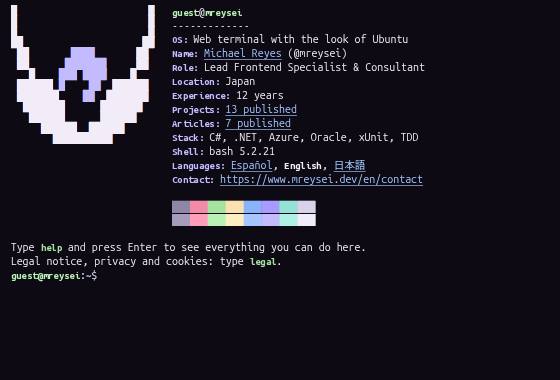 guest@mreysei
-------------
OS: Web terminal with the look of Ubuntu
Name: Michael Reyes (@mreysei)
Role: Lead Frontend Specialist & Consultant
Location: Japan
Experience: 12 years
Projects: 13 published
Articles: 7 published
Stack: C#, .NET, Azure, Oracle, xUnit, TDD
Shell: bash 5.2.21
Languages: Español, English, 日本語
Contact: https://www.mreysei.dev/en/contact
Type help and press Enter to see everything you can do here.
Legal notice, privacy and cookies: type legal.
guest@mreysei:~$